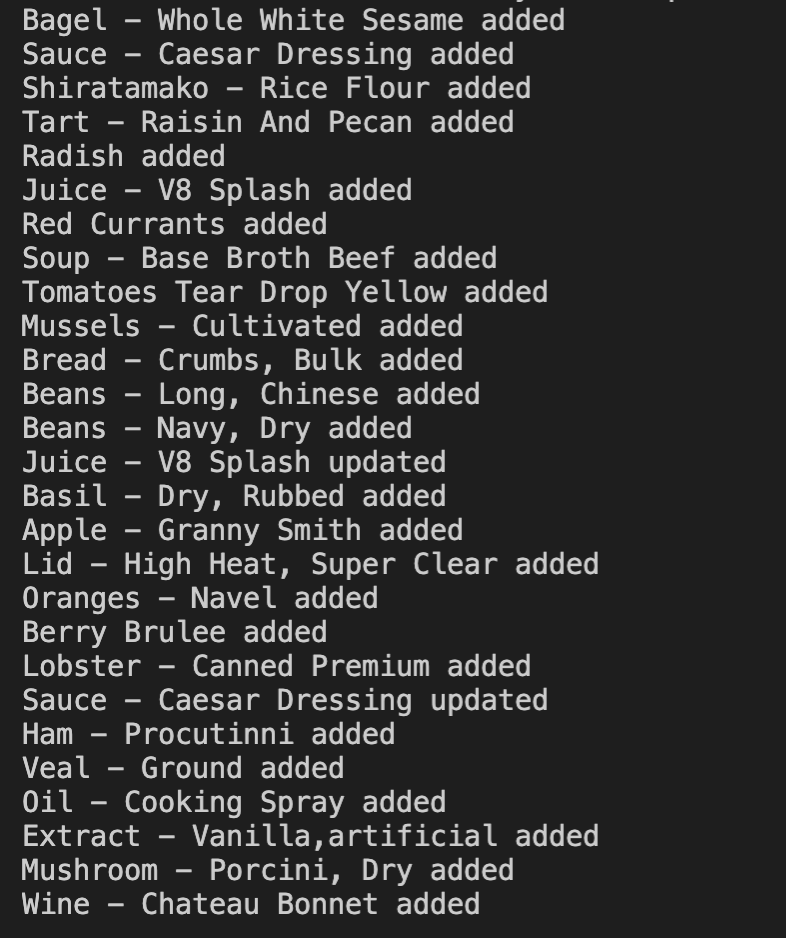 Bagel – Whole White Sesame added
Sauce – Caesar Dressing added
Shiratamako – Rice Flour added
Tart – Raisin And Pecan added
Radish added
Juice – V8 Splash added
Red Currants added
Soup – Base Broth Beef added
Tomatoes Tear Drop Yellow added
Mussels – Cultivated added
Bread – Crumbs, Bulk added
Beans – Long, Chinese added
Beans – Navy, Dry added
Juice – V8 Splash updated
Basil – Dry, Rubbed added
Apple – Granny Smith added
Lid – High Heat, Super Clear added
Oranges – Navel added
Berry Brulee added
Lobster – Canned Premium added
Sauce – Caesar Dressing updated
Ham – Procutinni added
Veal – Ground added
Oil – Cooking Spray added
Extract – Vanilla,artificial added
Mushroom – Porcini, Dry added
Wine – Chateau Bonnet added